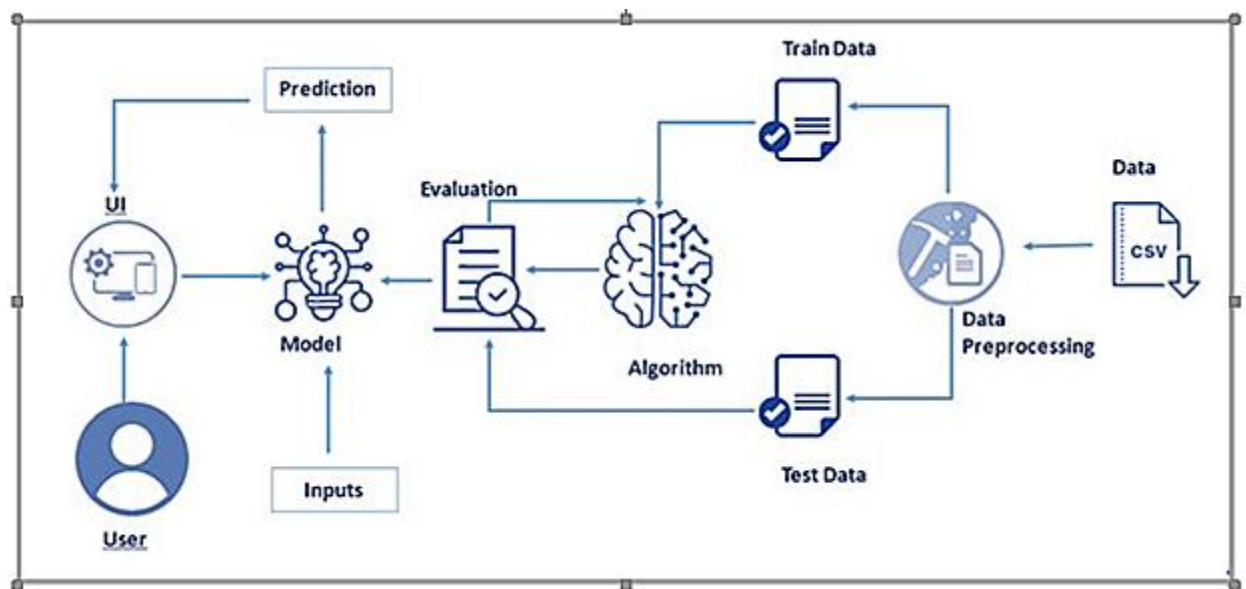 Train Data
Prediction
Data
Evaluation
UI
CSV
Model
Data
Preprocessing
Algorithm
Test Data
Inputs
User